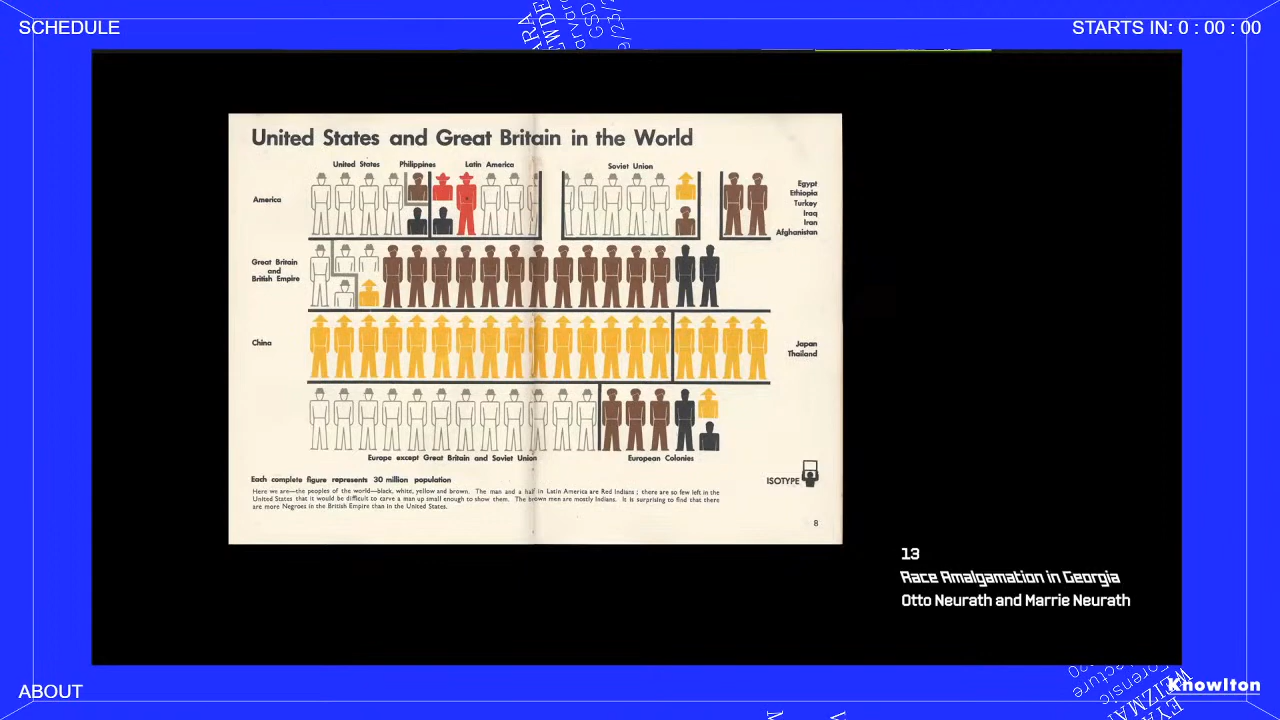 SCHEDULE
STARTS IN: 0 : 00 : 00
GSD
United States and Great Britain in the World
United States
Philippines
Latin America
Soviet Union
America
Egypt
Ethiopia
Turkey
Iraq
Iran
Afghanistan
Great Britain
and
British Empire
China
Japan
Thailand
Europe except Great Britain and Soviet Union
European Colonies
Each complete figure represents 30 million population
Here we are—the peoples of the world—black, white, yellow and brown. The man and a half in Latin America are Red Indians ; there are so few left in the
United States that it would be difficult to carve a man up small enough to show them. The brown men are mostly Indians. It is surprising to find that there
are more Negroes in the British Empire than in the United States.
ISOTYPE
8
13
Race Amalgamation in Georgia
Otto Neurath and Marrie Neurath
ABOUT
Knowlton